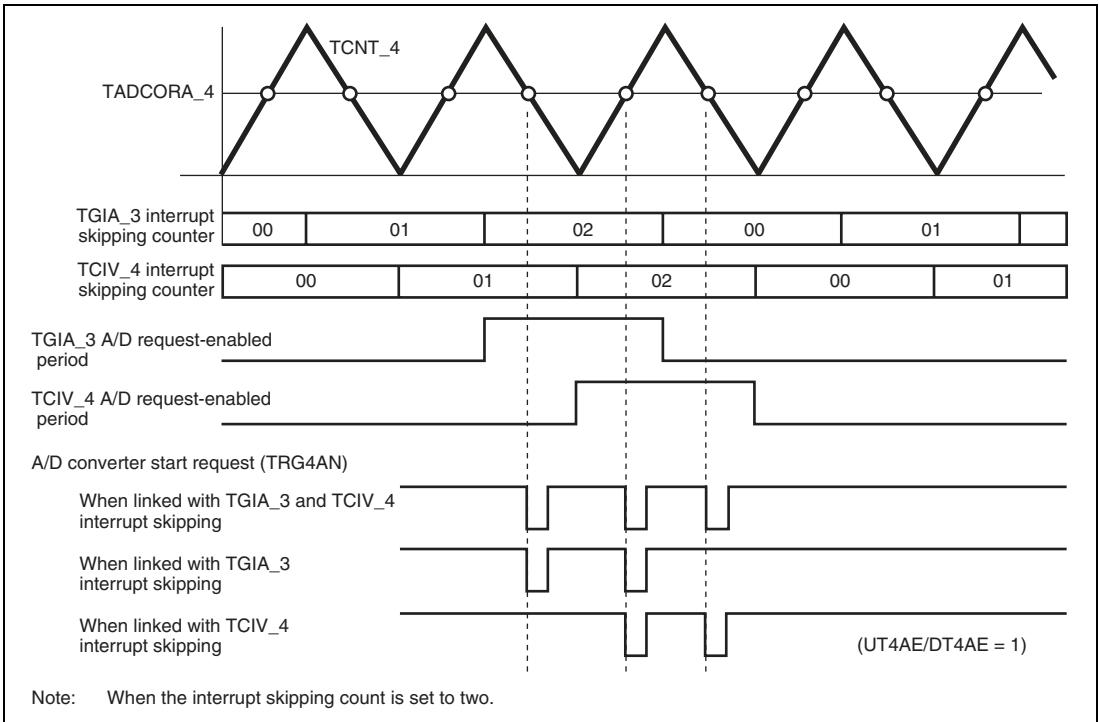 TCNT_4
TADCORA_4
TGIA_3 interrupt
skipping counter
00
01
02
00
01
TCIV_4 interrupt
skipping counter
00
01
02
00
01
TGIA_3 A/D request-enabled
period
TCIV_4 A/D request-enabled
period
A/D converter start request (TRG4AN)
When linked with TGIA_3 and TCIV_4
interrupt skipping
When linked with TGIA_3
interrupt skipping
When linked with TCIV_4
interrupt skipping
(UT4AE/DT4AE = 1)
Note: When the interrupt skipping count is set to two.